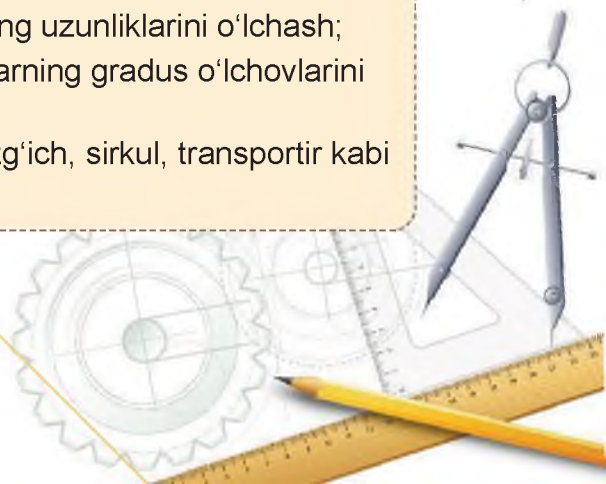 ng uzunliklarini o‘lchash;
arning gradus o‘lchovlarini
g‘ich, sirkul, transportir kabi